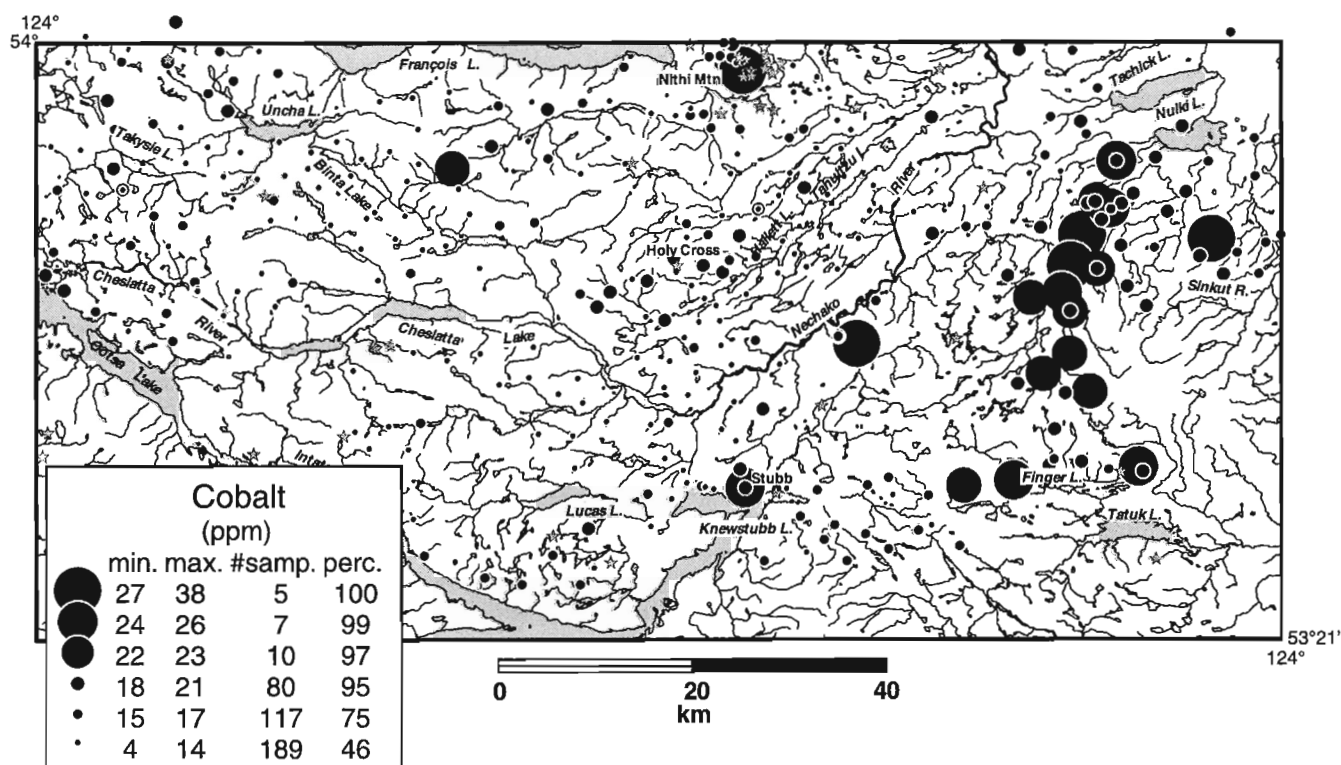 124°
54°
François L.
Nithi Mtn
Tachick L.
Nulki L.
Uncha L.
Takysie L.
Binta Lake
River
Hallett L.
Holy Cross
Cheslatta
River
Sinkut R.
Nechako
Cheslatta
Lake
Ootsa Lake
Stubb
Finger L.
Lucas L.
Knewstubb L.
Tatuk L.
Cobalt
(ppm)
min. max. #samp. perc.
27 38 5 100
24 26 7 99
22 23 10 97
18 21 80 95
15 17 117 75
4 14 189 46
53°21'
124°
0 20 40
km